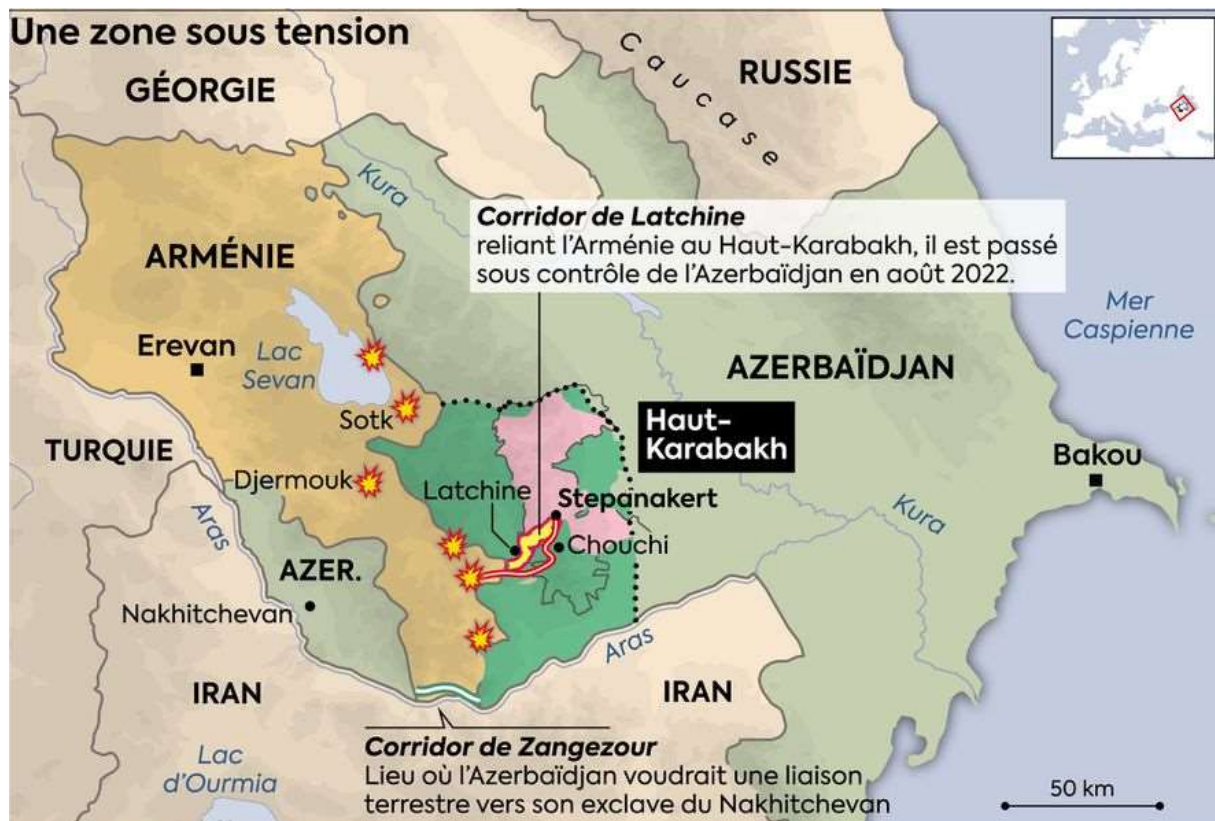 Une zone sous tension
GÉORGIE
Caucase
RUSSIE
Kura
Corridor de Latchine
reliant l'Arménie au Haut-Karabakh, il est passé
sous contrôle de l'Azerbaïdjan en août 2022.
ARMÉNIE
Erevan
Lac
Sevan
Mer
Caspienne
AZERBAÏDJAN
Sotk
Haut-
Karabakh
TURQUIE
Djermouk
Latchine
Stepanakert
Bakou
Kura
Aras
Chouchi
AZER.
Nakhitchevan
Aras
IRAN
IRAN
Corridor de Zangezour
Lieu où l'Azerbaïdjan voudrait une liaison
terrestre vers son exclave du Nakhitchevan
Lac
d'Ourmia
50 km